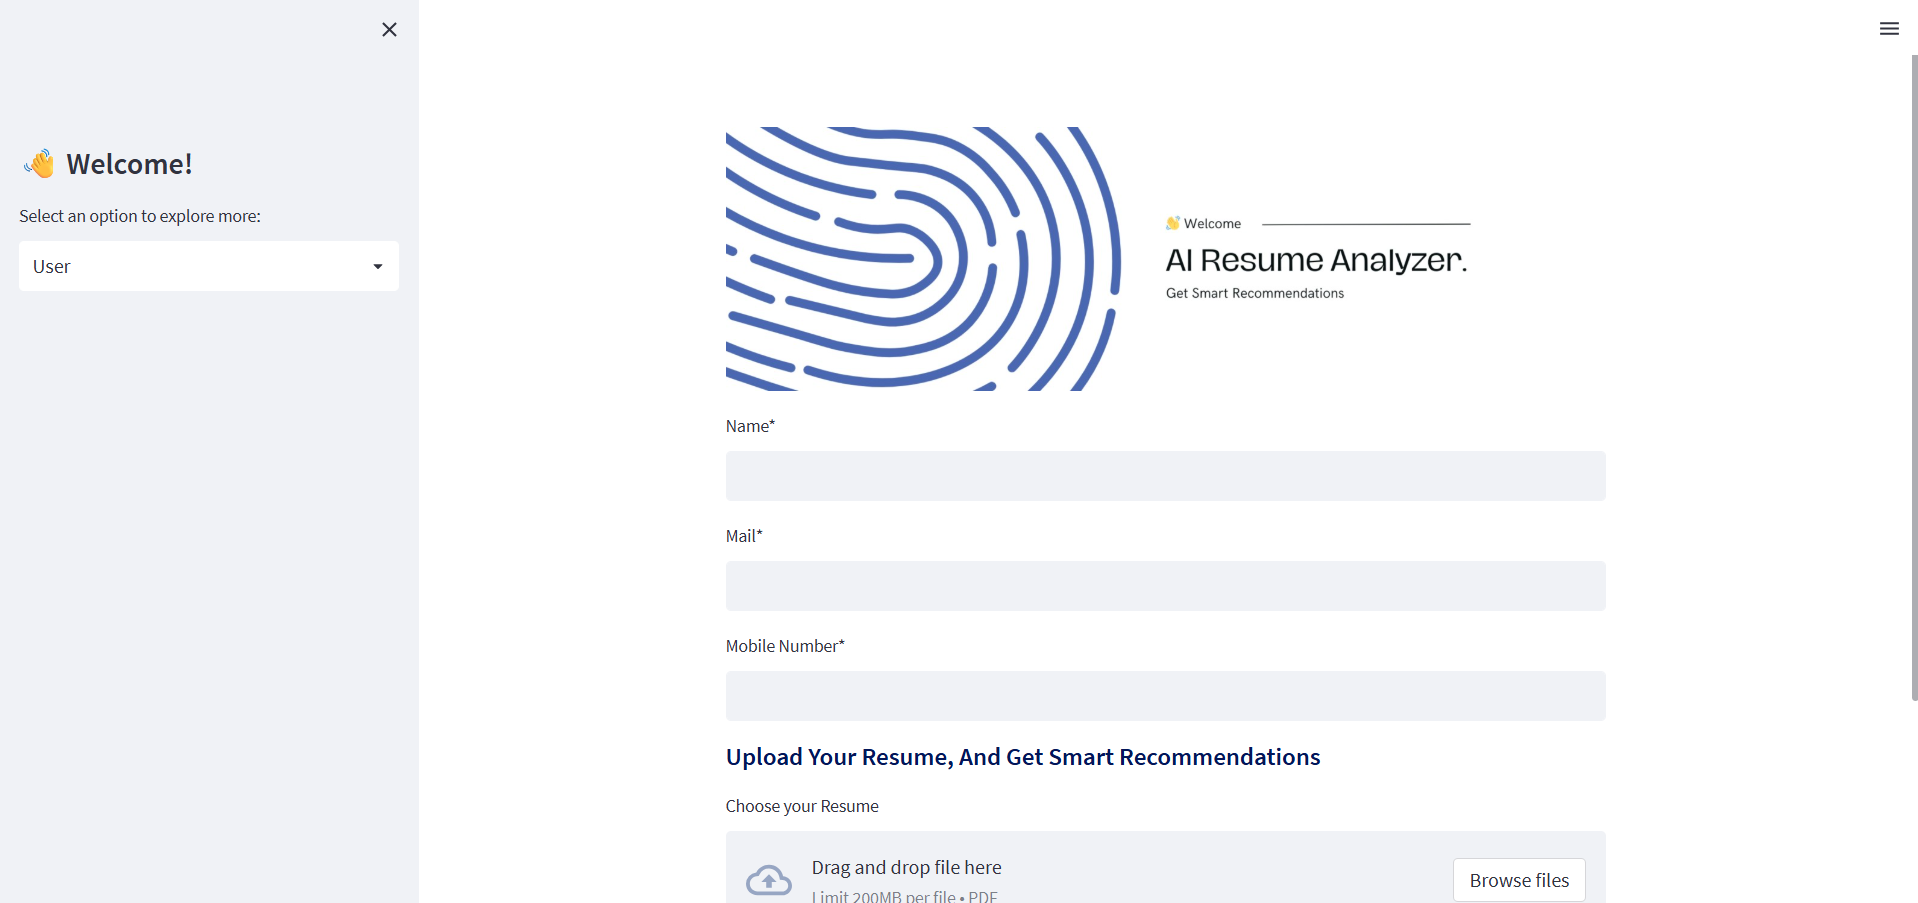 👋 Welcome!
Select an option to explore more:
User
👋 Welcome
AI Resume Analyzer.
Get Smart Recommendations
Name*
Mail*
Mobile Number*
Upload Your Resume, And Get Smart Recommendations
Choose your Resume
Drag and drop file here
Limit 200MB per file • PDF
Browse files